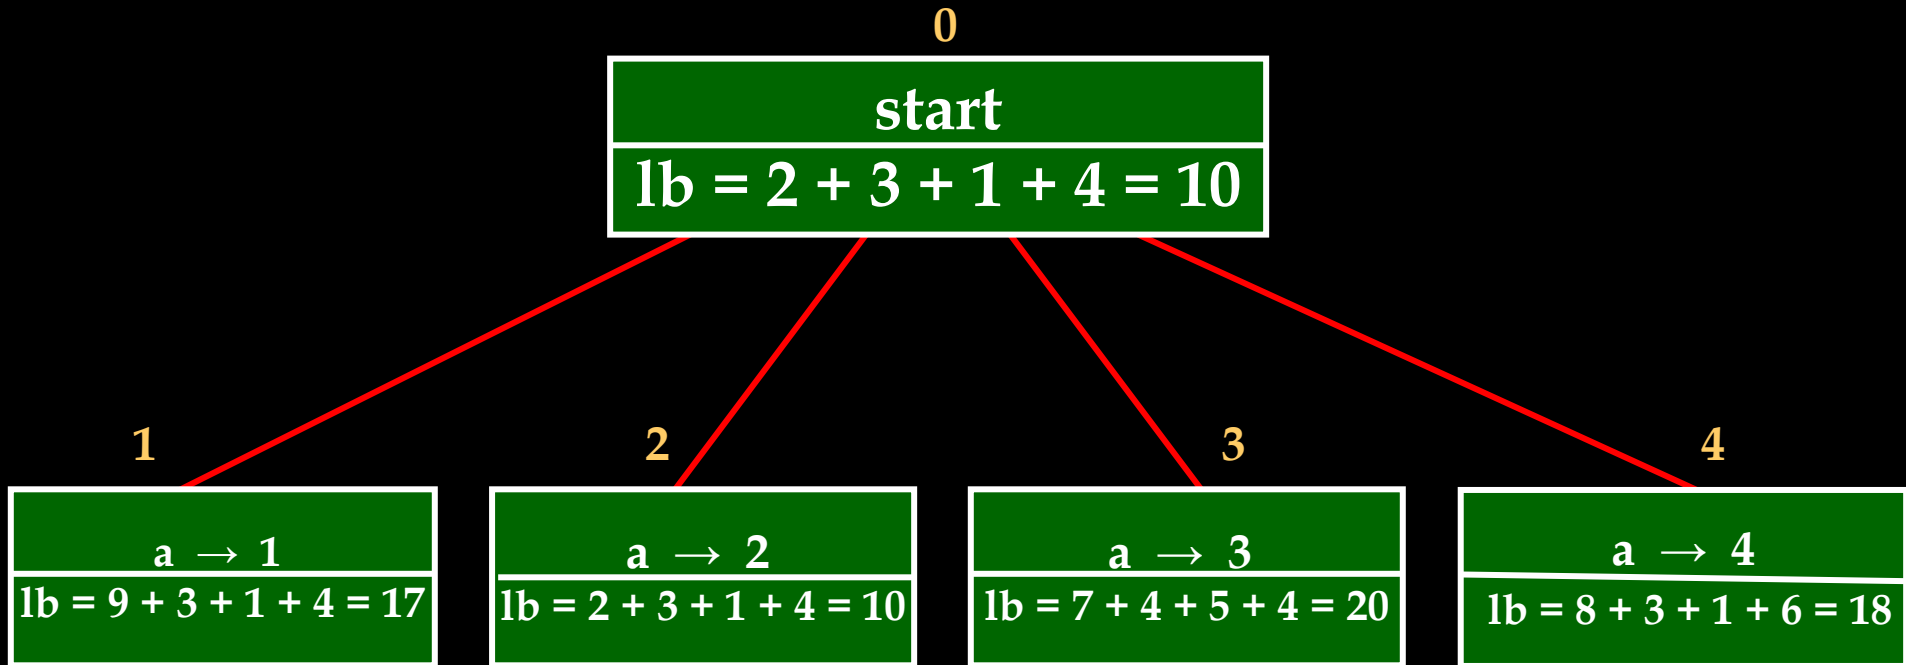 0
start
lb = 2 + 3 + 1 + 4 = 10
1
2
3
4
a → 1
a → 2
a → 3
a → 4
lb = 9 + 3 + 1 + 4 = 17
lb = 2 + 3 + 1 + 4 = 10
lb = 7 + 4 + 5 + 4 = 20
lb = 8 + 3 + 1 + 6 = 18